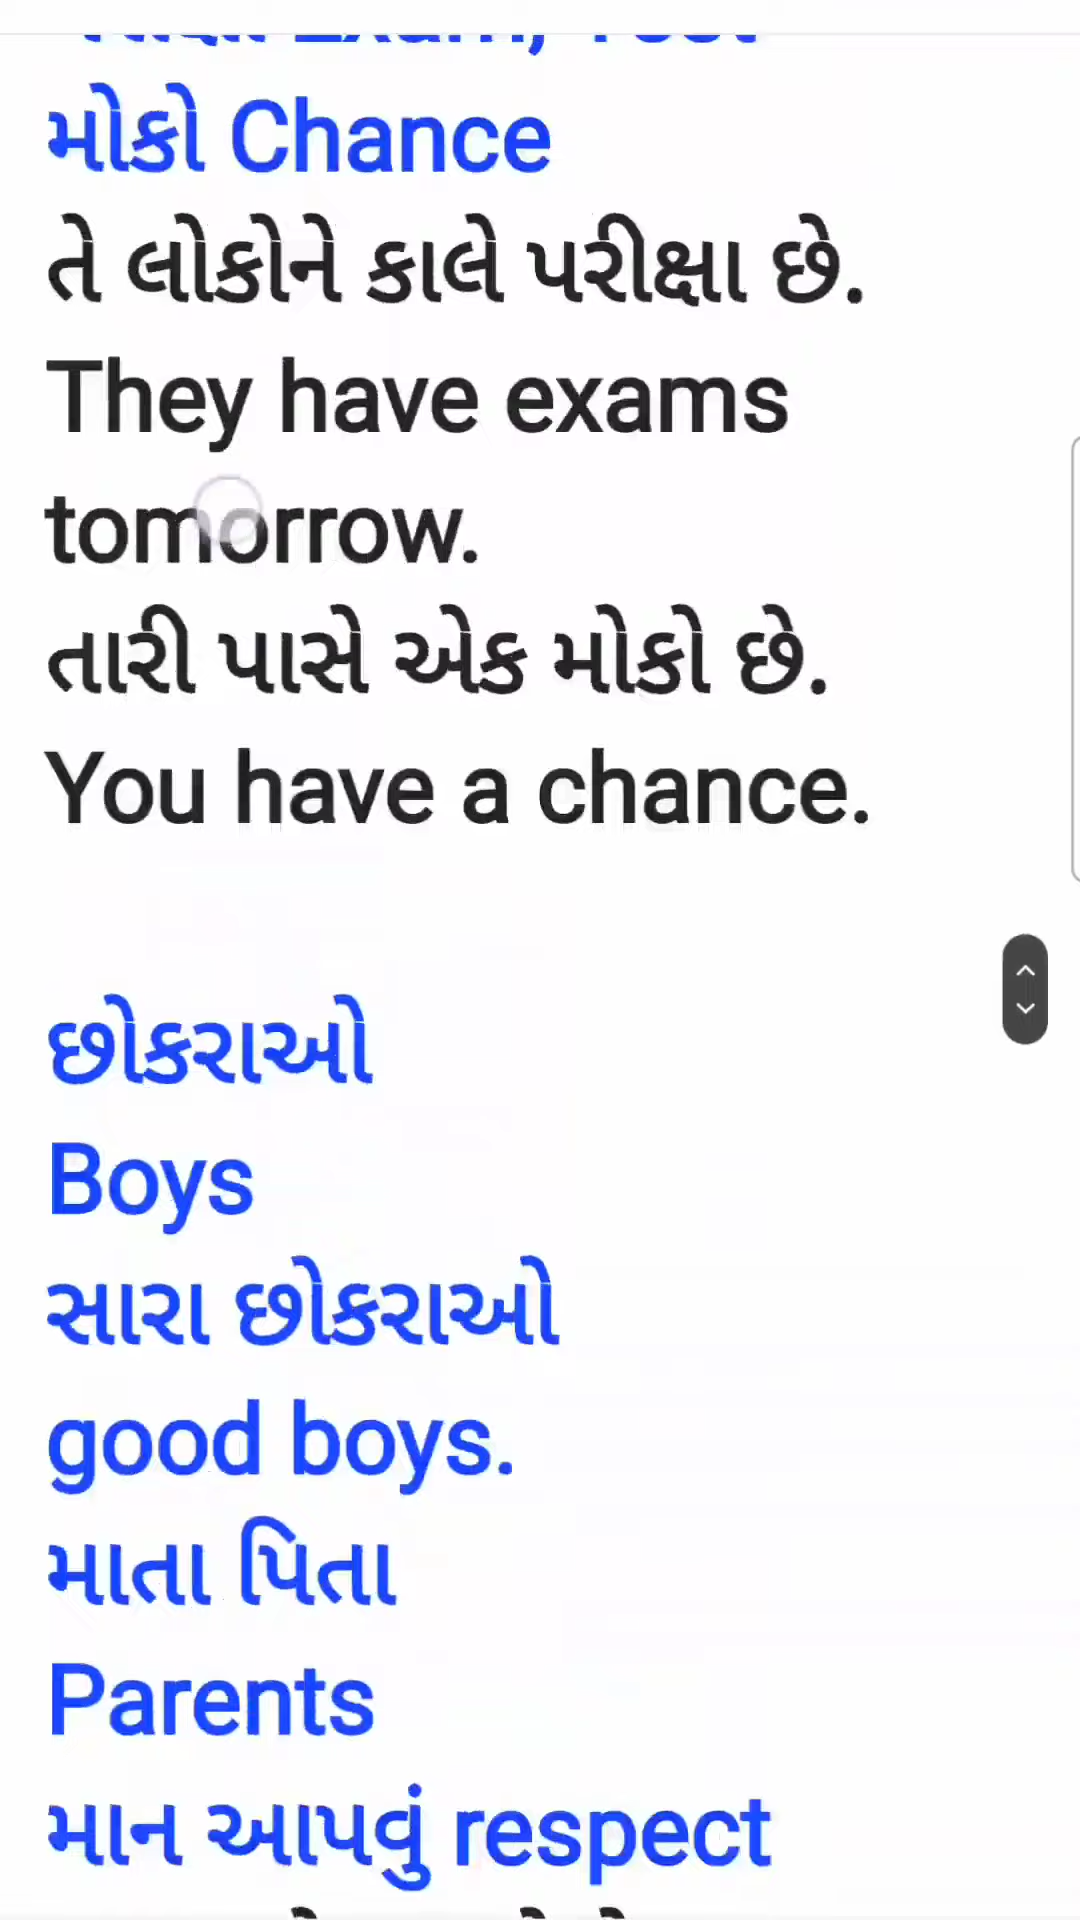 મોકો Chance
તે લોકોને કાલે પરીક્ષા છે.
They have exams
tomorrow.
તારી પાસે એક મોકો છે.
You have a chance.
છોકરાઓ
Boys
સારા છોકરાઓ
good boys.
માતા પિતા
Parents
માન આપવું respect